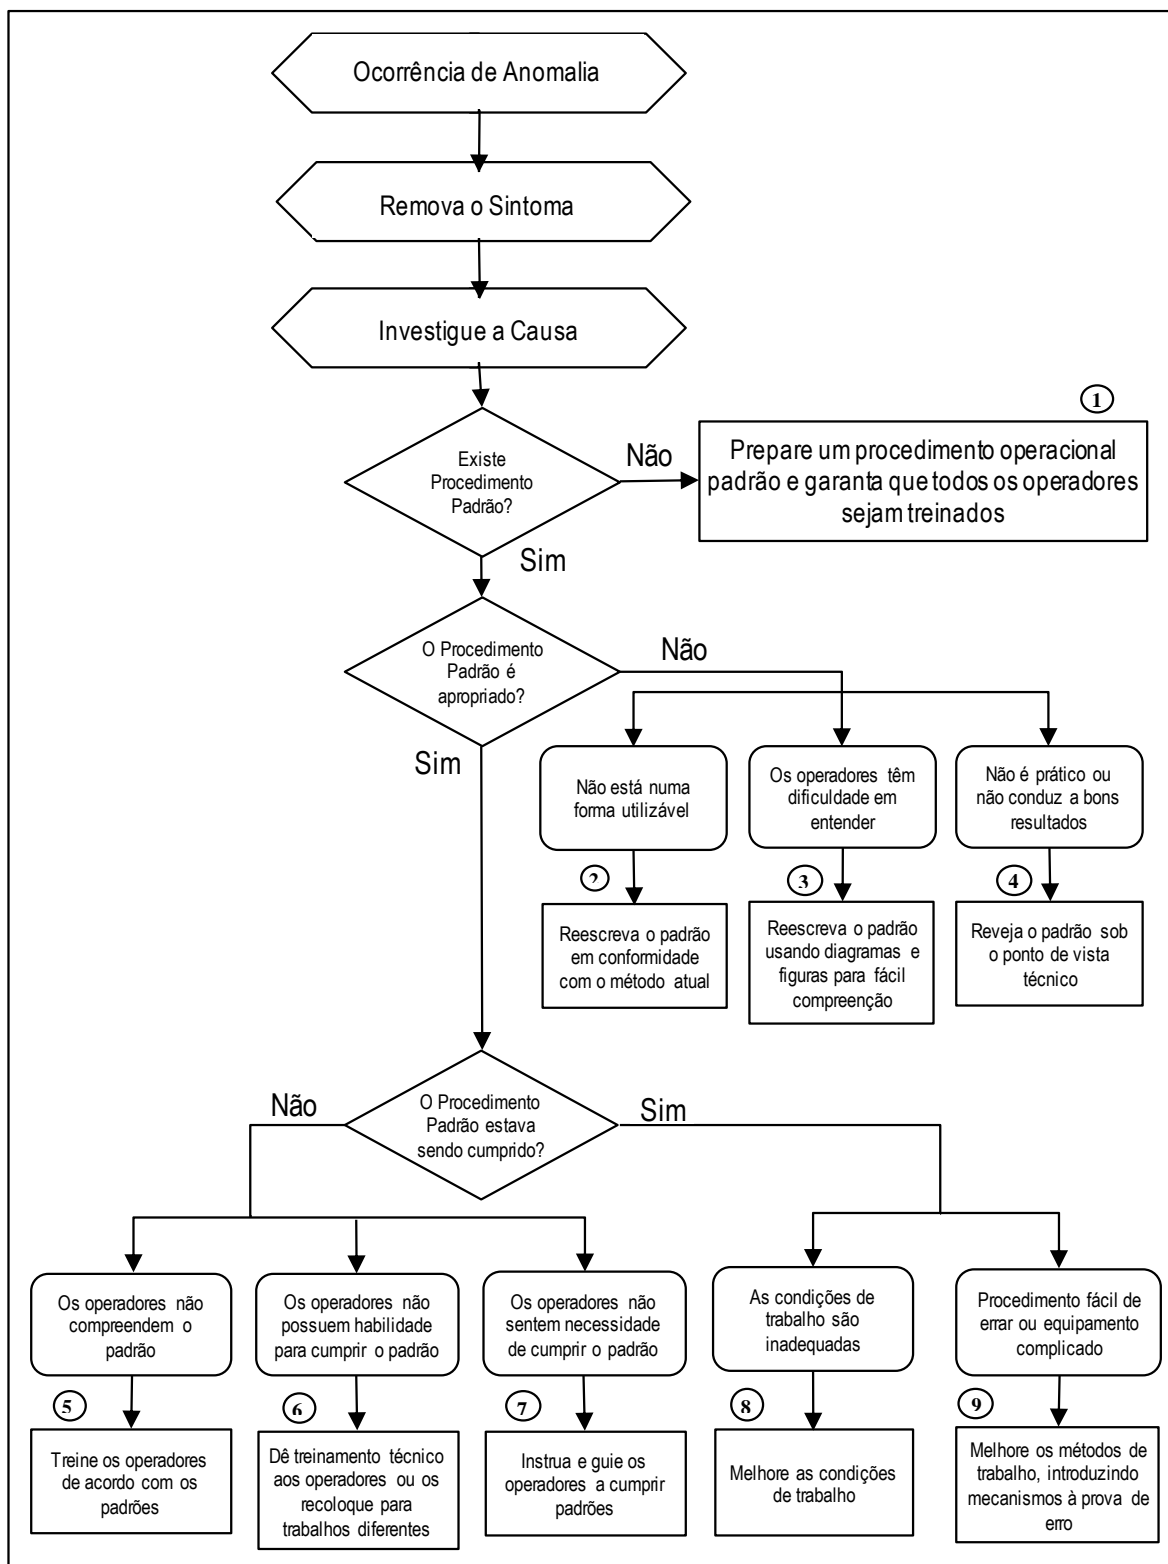 Ocorrência de Anomalia
Remova o Sintoma
Investigue a Causa
1
Existe
Procedimento
Padrão?
Não
Prepare um procedimento operacional
padrão e garanta que todos os operadores
sejam treinados
Sim
O Procedimento
Padrão é
apropriado?
Não
Sim
Não está numa
forma utilizável
Os operadores têm
dificuldade em
entender
Não é prático ou
não conduz a bons
resultados
2
3
4
Reescreva o padrão
em conformidade
com o método atual
Reescreva o padrão
usando diagramas e
figuras para fácil
compreenção
Reveja o padrão sob
o ponto de vista
técnico
Não
O Procedimento
Padrão estava
sendo cumprido?
Sim
Os operadores não
compreendem o
padrão
Os operadores não
possuem habilidade
para cumprir o padrão
Os operadores não
sentem necessidade
de cumprir o padrão
As condições de
trabalho são
inadequadas
Procedimento fácil de
errar ou equipamento
complicado
5
6
7
8
9
Treine os operadores
de acordo com os
padrões
Dê treinamento técnico
aos operadores ou os
recoloque para
trabalhos diferentes
Instrua e guie os
operadores a cumprir
padrões
Melhore as condições
de trabalho
Melhore os métodos de
trabalho, introduzindo
mecanismos à prova de
erro